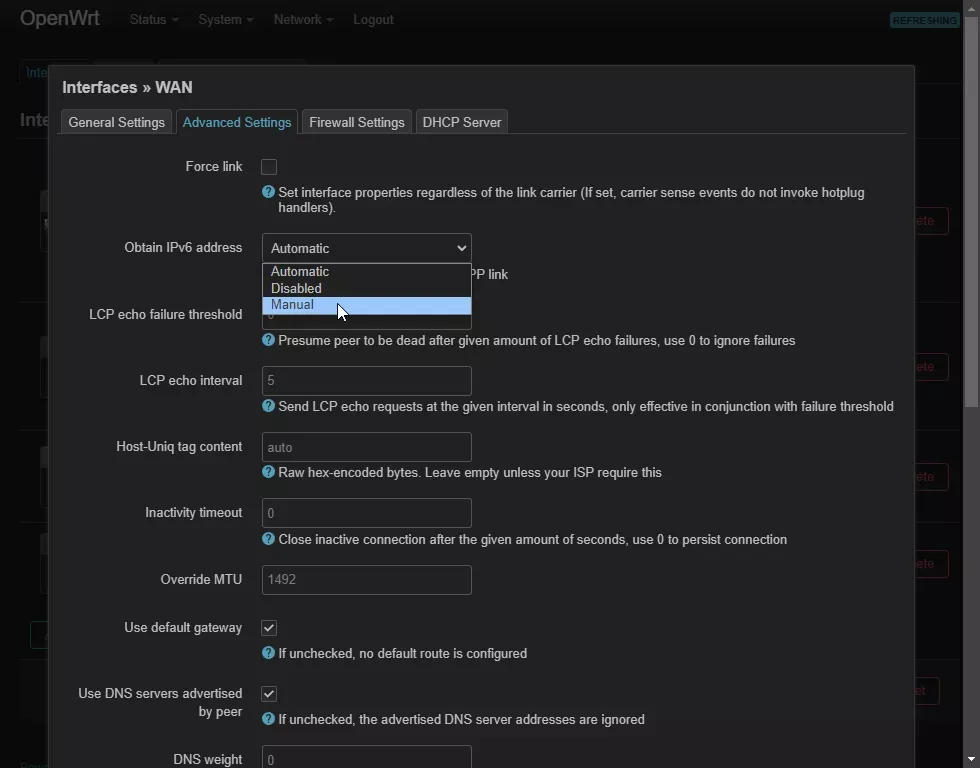 OpenWrt
Status
System
Network
Logout
REFRESHING
Inte
Inte
Interfaces » WAN
General Settings
Advanced Settings
Firewall Settings
DHCP Server
Force link
Set interface properties regardless of the link carrier (If set, carrier sense events do not invoke hotplug
handlers).
Obtain IPv6 address
Automatic
Automatic
Disabled
Manual
PP link
LCP echo failure threshold
Presume peer to be dead after given amount of LCP echo failures, use 0 to ignore failures
LCP echo interval
5
Send LCP echo requests at the given interval in seconds, only effective in conjunction with failure threshold
Host-Uniq tag content
auto
Raw hex-encoded bytes. Leave empty unless your ISP require this
Inactivity timeout
0
Close inactive connection after the given amount of seconds, use 0 to persist connection
Override MTU
1492
Use default gateway
If unchecked, no default route is configured
Use DNS servers advertised
by peer
If unchecked, the advertised DNS server addresses are ignored
DNS weight
0
ete
ete
ete
ete
et